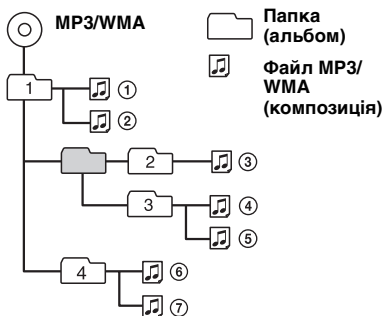 MP3/WMA
Папка
(альбом)
Файл MP3/
WMA
(композиція)
1
①
②
2
③
3
④
⑤
4
⑥
⑦